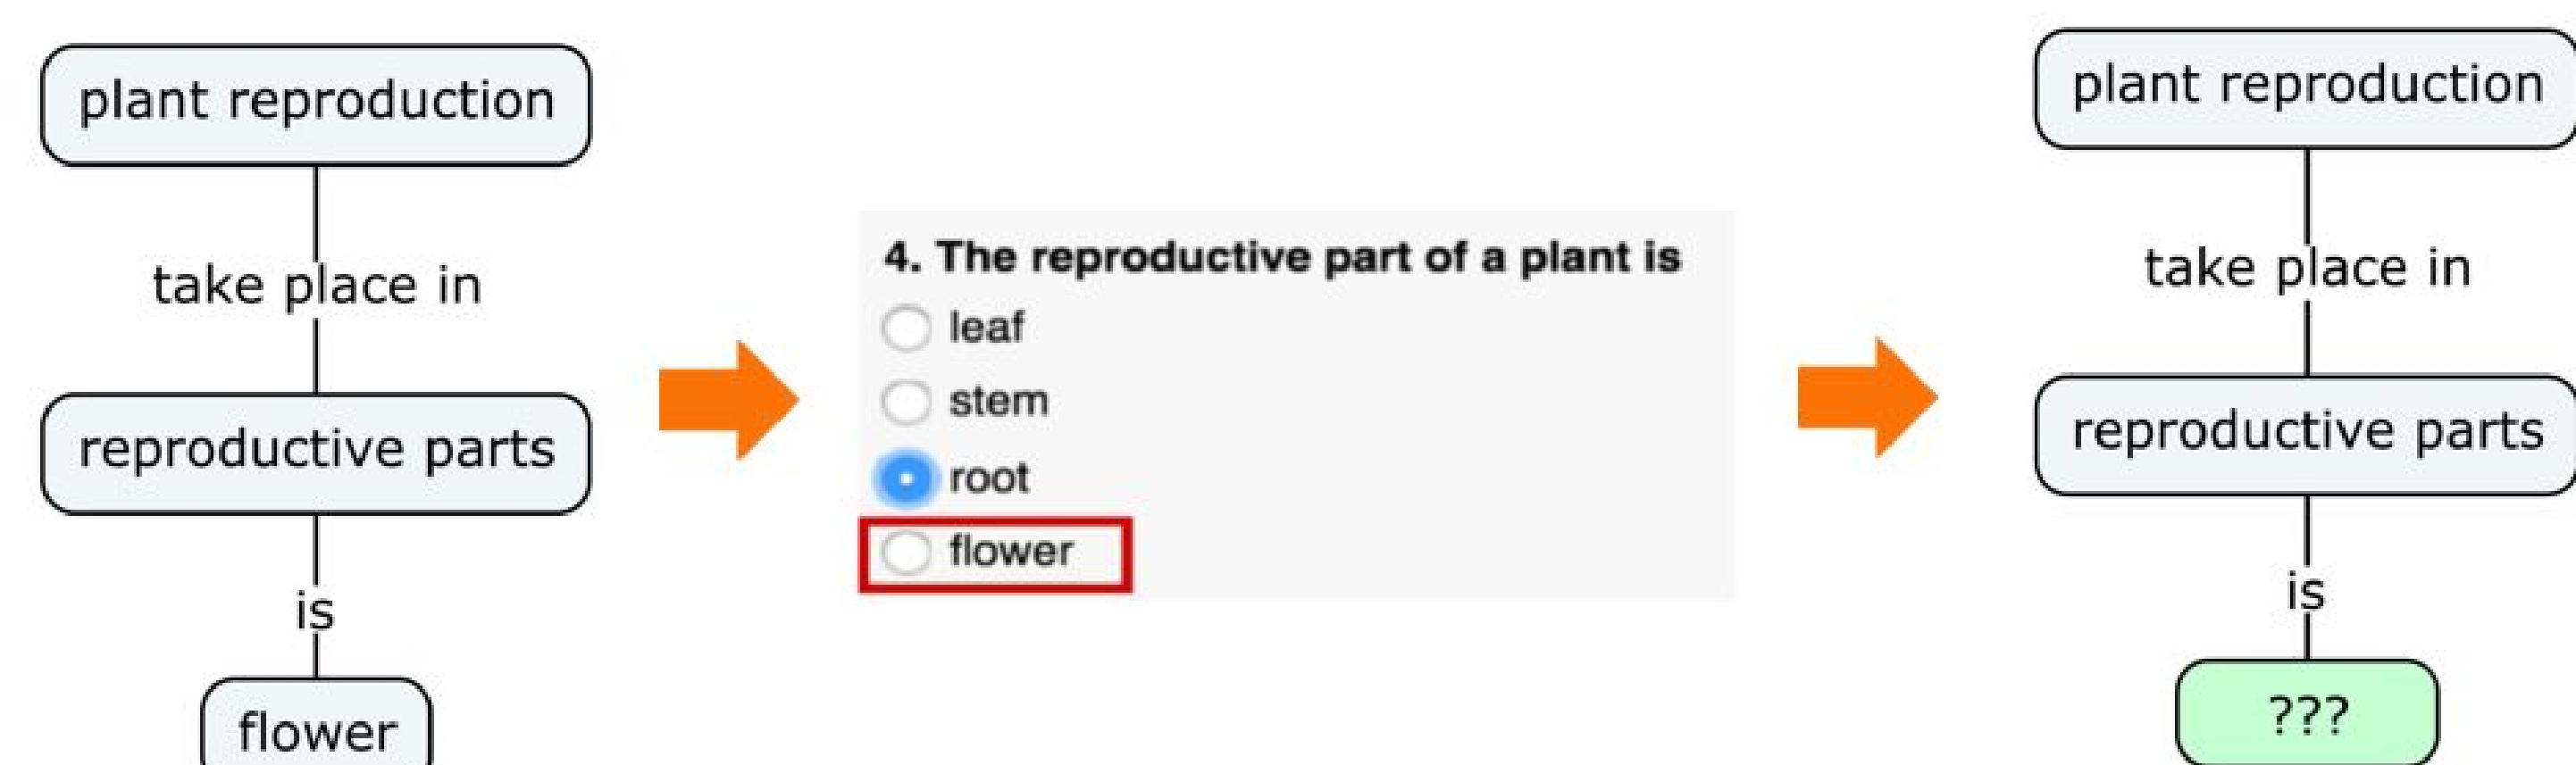 plant reproduction
take place in
reproductive parts
is
flower
4. The reproductive part of a plant is
leaf
stem
root
flower
plant reproduction
take place in
reproductive parts
is
???